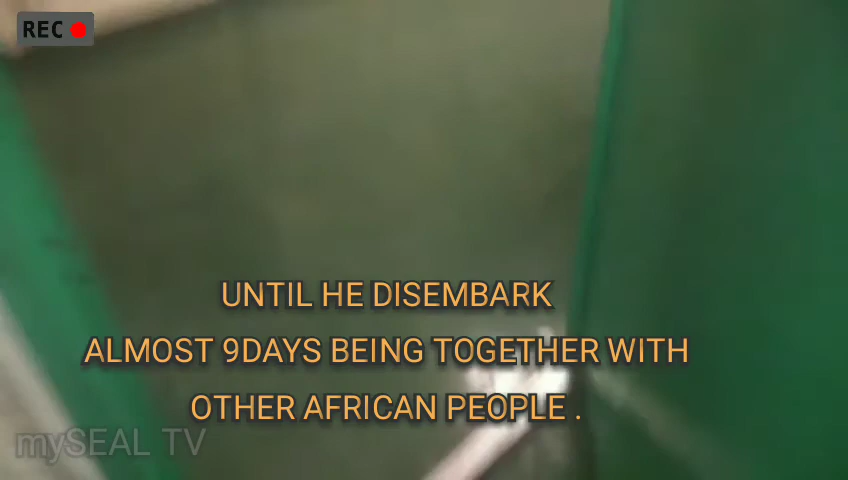 REC
UNTIL HE DISEMBARK
ALMOST 9DAYS BEING TOGETHER WITH
OTHER AFRICAN PEOPLE .
mySEAL TV